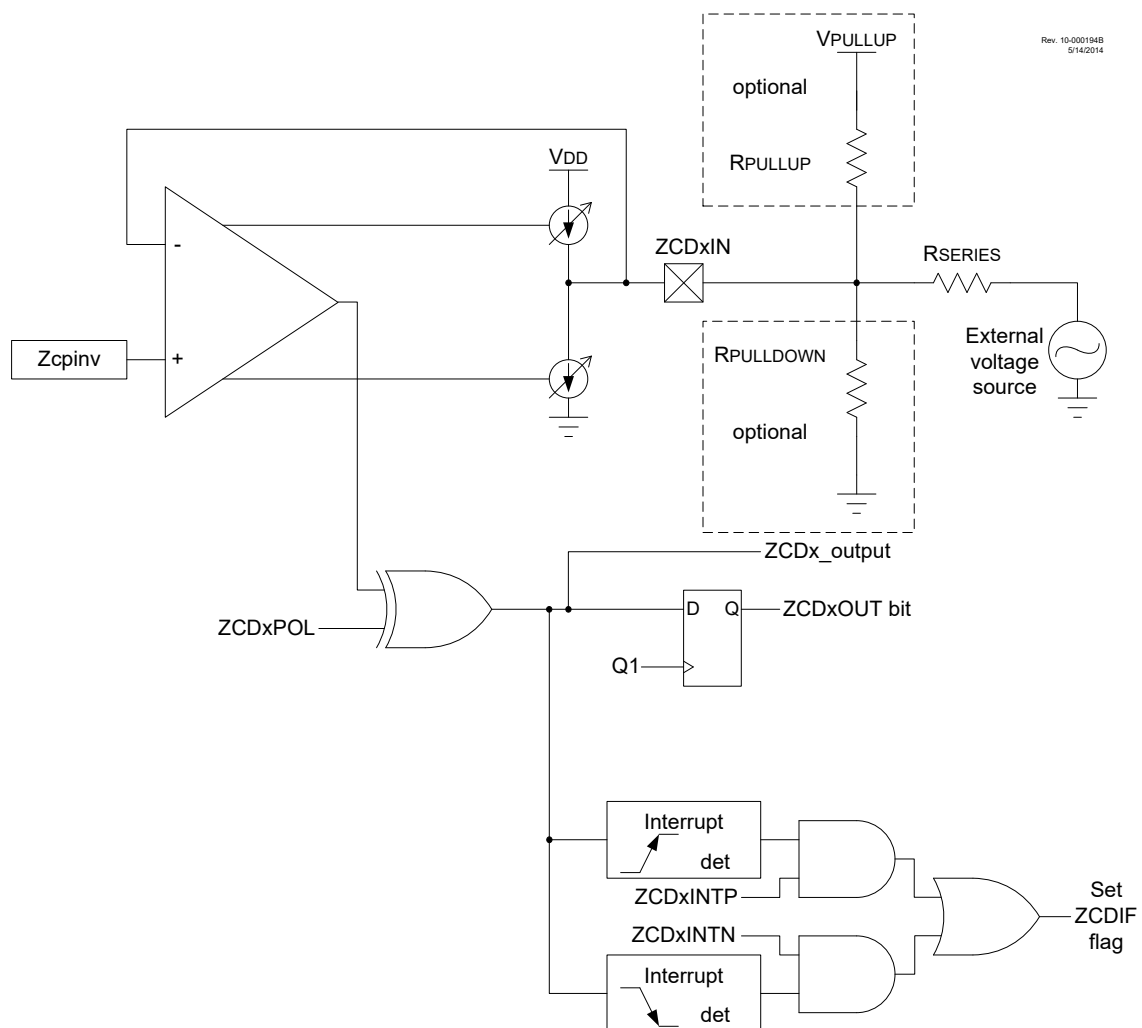 Rev. 10-000194B
5/14/2014
VPULLUP
optional
RPULLUP
VDD
ZCDxIN
RSERIES
-
+
Zcpinv
External
voltage
source
RPULLDOWN
optional
ZCDx_output
ZCDxPOL
D Q
ZCDxOUT bit
Q1
Interrupt
det
ZCDxINTP
ZCDxINTN
Interrupt
det
Set
ZCDIF
flag